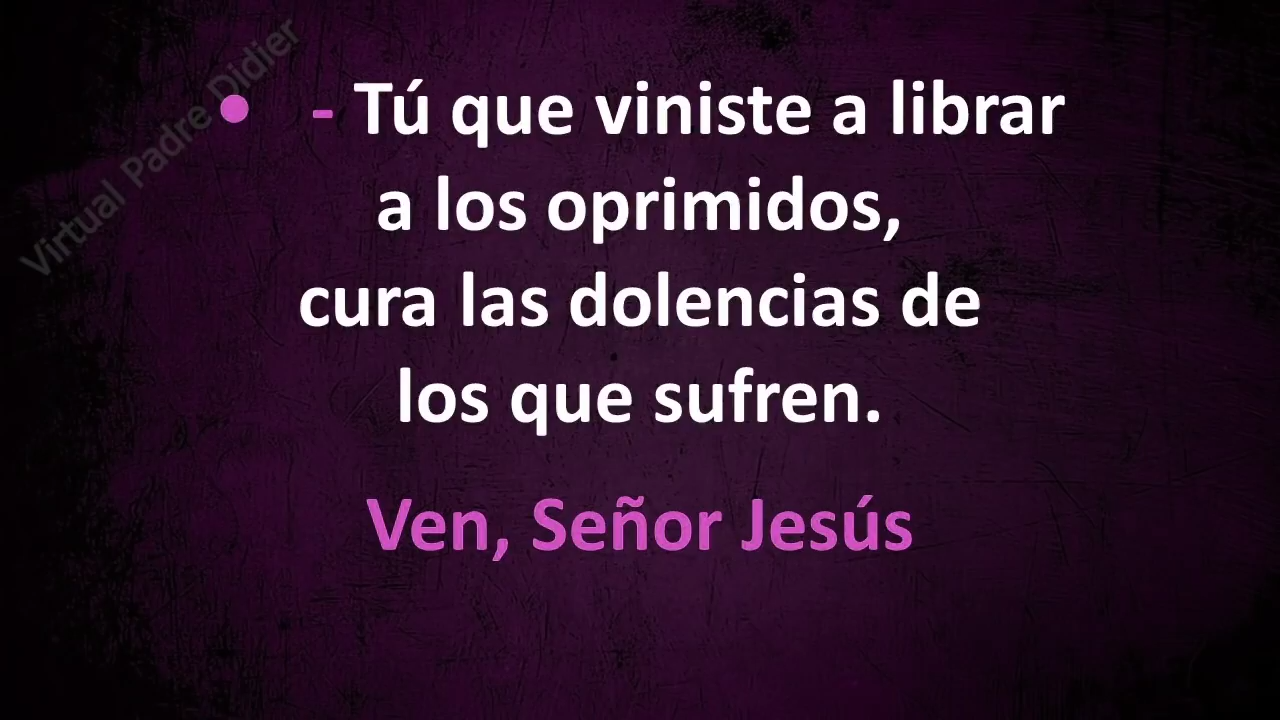 Virtual Padre Didier
• - Tú que viniste a librar
a los oprimidos,
cura las dolencias de
los que sufren.
Ven, Señor Jesús